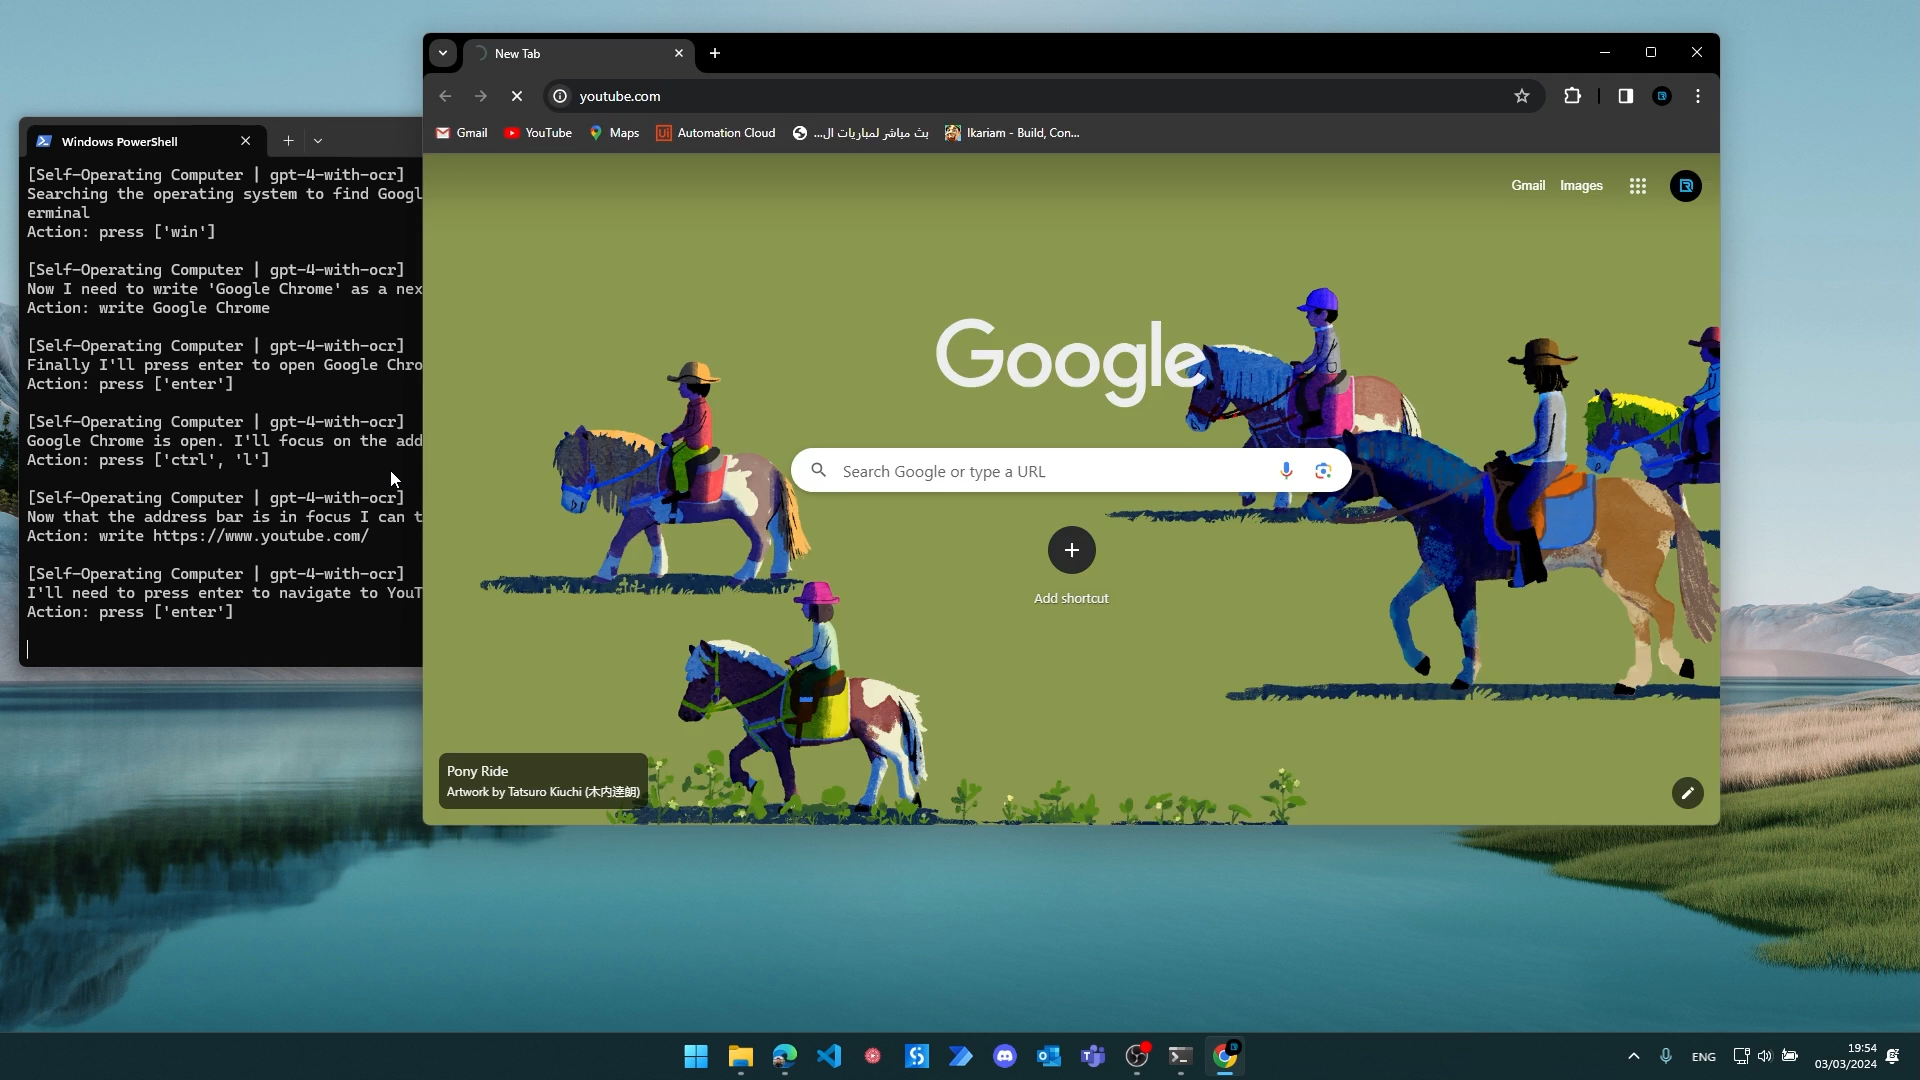 New Tab
youtube.com
Gmail
YouTube
Maps
Automation Cloud
بث مباشر لمباريات ال...
Ikariam - Build, Con...
Windows PowerShell
[Self-Operating Computer | gpt-4-with-ocr]
Searching the operating system to find Googl
erminal
Action: press ['win']
[Self-Operating Computer | gpt-4-with-ocr]
Now I need to write 'Google Chrome' as a nex
Action: write Google Chrome
[Self-Operating Computer | gpt-4-with-ocr]
Finally I'll press enter to open Google Chro
Action: press ['enter']
[Self-Operating Computer | gpt-4-with-ocr]
Google Chrome is open. I'll focus on the add
Action: press ['ctrl', 'l']
[Self-Operating Computer | gpt-4-with-ocr]
Now that the address bar is in focus I can t
Action: write https://www.youtube.com/
[Self-Operating Computer | gpt-4-with-ocr]
I'll need to press enter to navigate to YouT
Action: press ['enter']
Gmail Images
Google
Search Google or type a URL
Add shortcut
Pony Ride
Artwork by Tatsuro Kiuchi (木内達朗)
ENG
19:54
03/03/2024